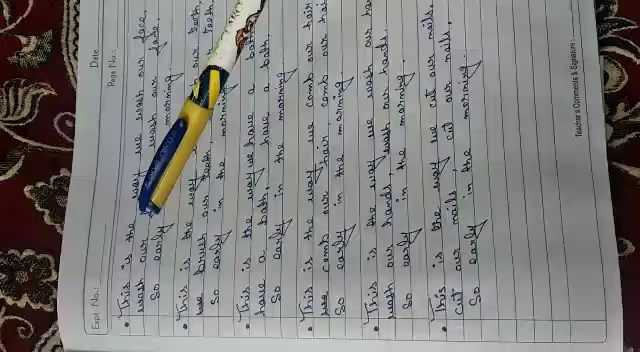 Expt. No.:
Date
Page No.:
• This is the way we wash our face,
wash our wash our face,
So early morning.
• This is the way our teeth,
we brush our teeth, teeth,
So early in the morning
• This is the way we have a bath,
have a bath, have a bath,
So early in the morning.
• This is the way we comb our hair
we comb our hair, comb our hair
So early in the morning
• This is the way we wash our
wash our hands, wash our hands,
So early in the morning.
• This is the way we cut our nails,
cut our nails, cut our nails,
So early in the morning.
Teacher's Comments & Signature: